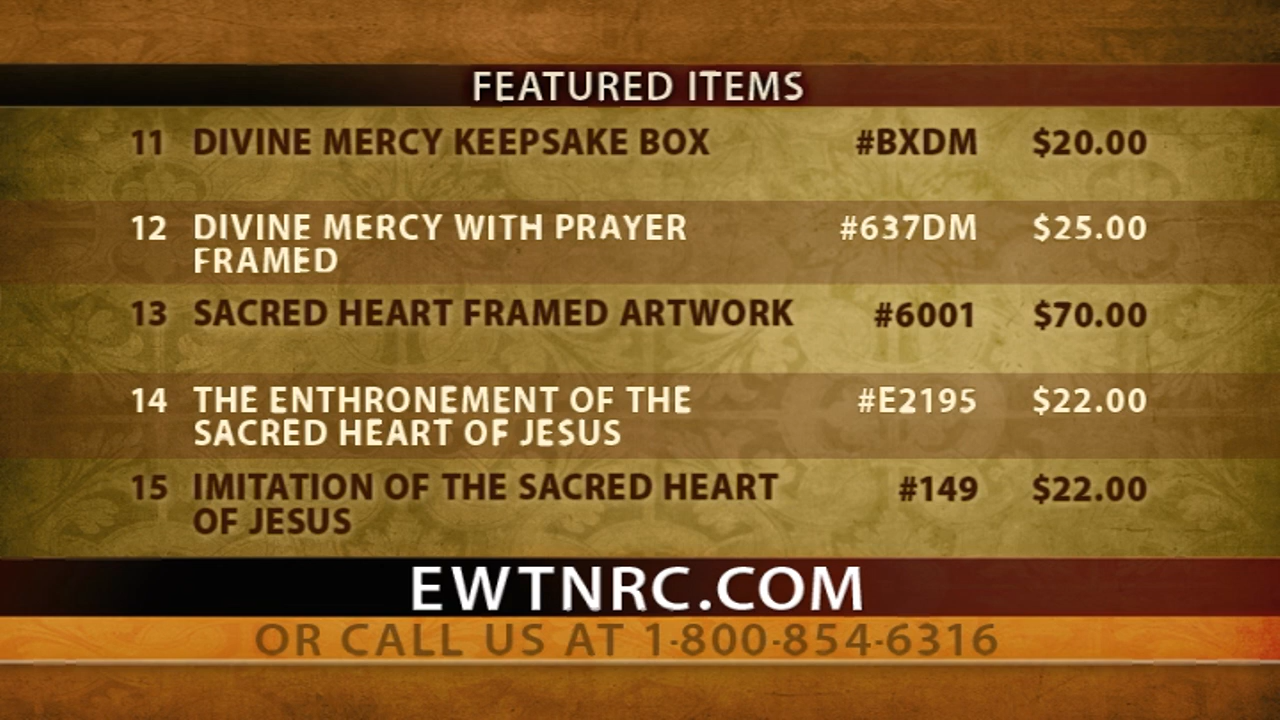 FEATURED ITEMS
11 DIVINE MERCY KEEPSAKE BOX #BXDM $20.00
12 DIVINE MERCY WITH PRAYER #637DM $25.00
FRAMED
13 SACRED HEART FRAMED ARTWORK #6001 $70.00
14 THE ENTHRONEMENT OF THE #E2195 $22.00
SACRED HEART OF JESUS
15 IMITATION OF THE SACRED HEART #149 $22.00
OF JESUS
EWTNRC.COM
OR CALL US AT 1-800-854-6316